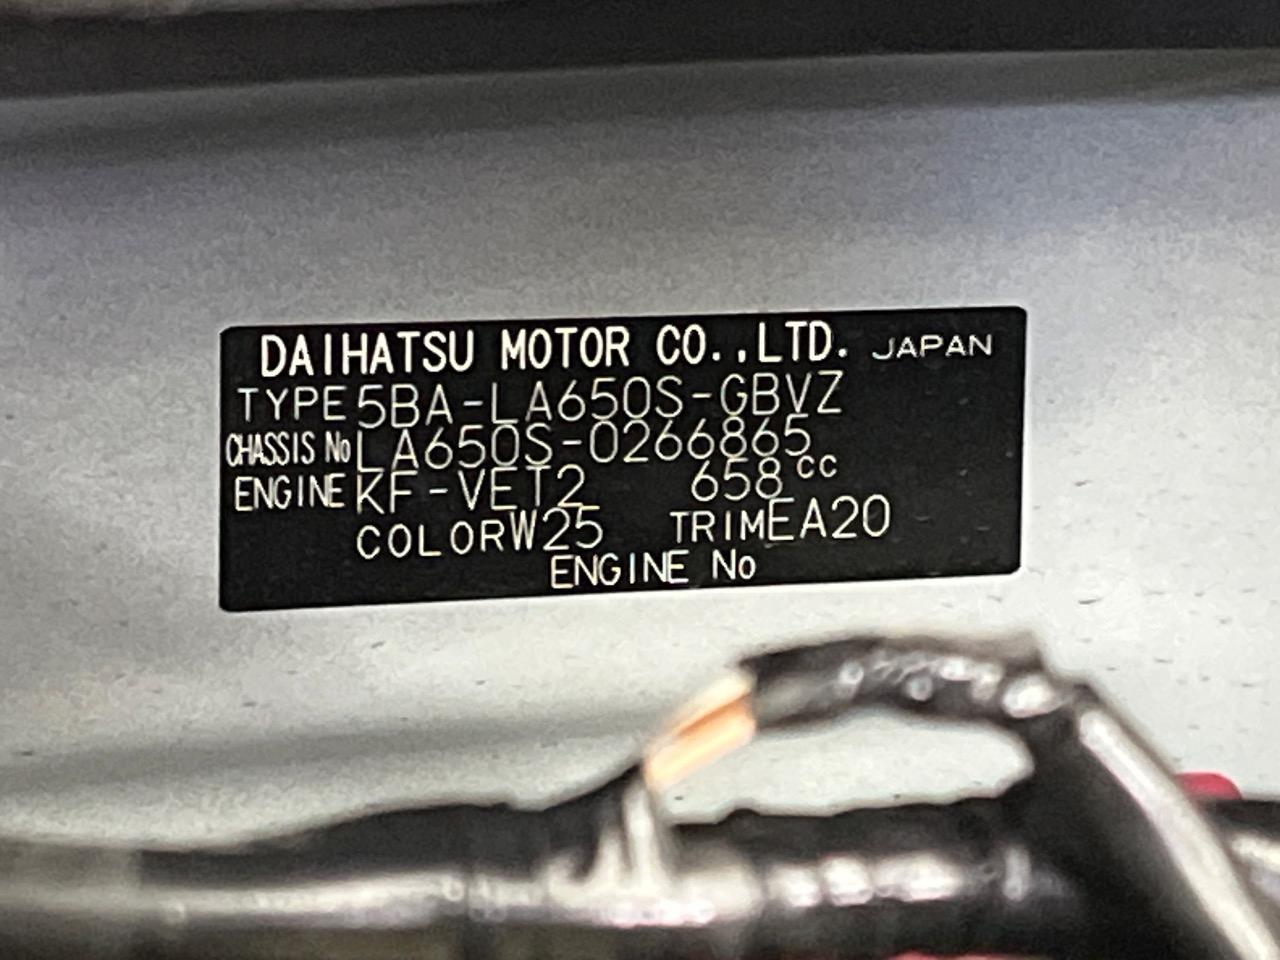 DAIHATSU MOTOR CO.,LTD. JAPAN
TYPE 5BA-LA650S-GBVZ
CHASSIS No LA650S-0266865
ENGINE KF-VET2 658cc
COLOR W25 TRIM EA20
ENGINE No